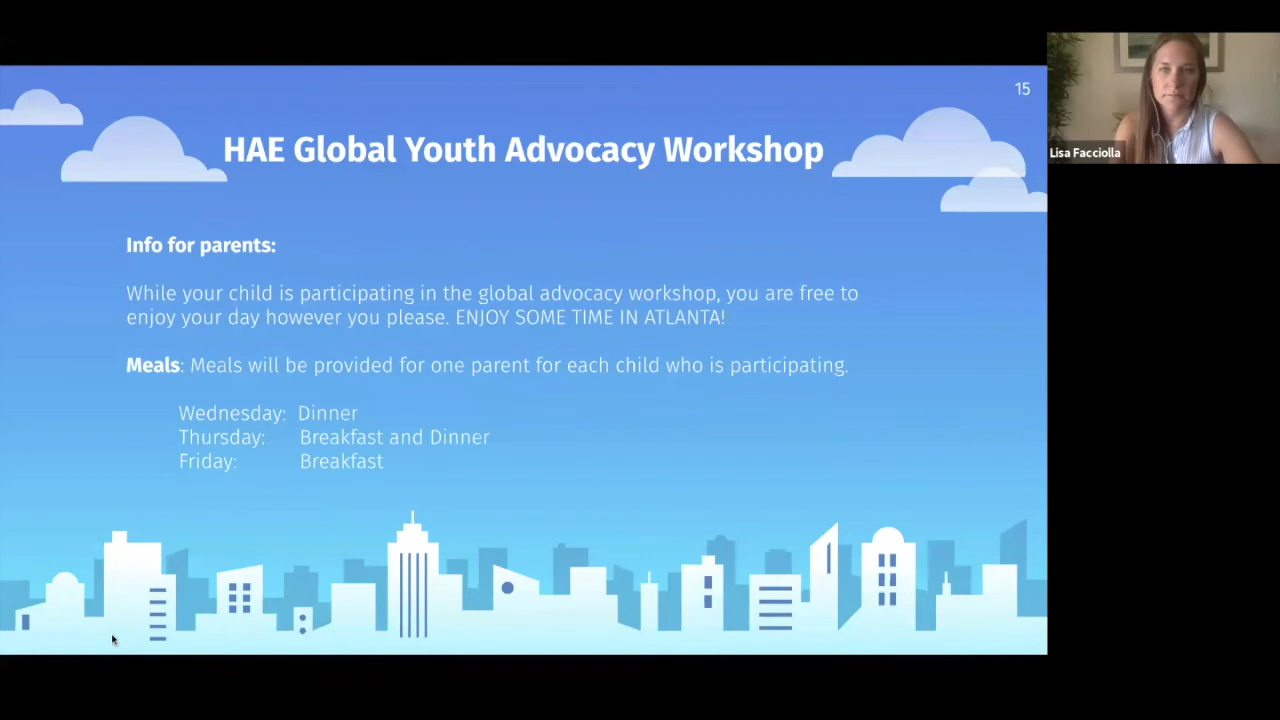 15
HAE Global Youth Advocacy Workshop
Info for parents:
While your child is participating in the global advocacy workshop, you are free to
enjoy your day however you please. ENJOY SOME TIME IN ATLANTA!
Meals: Meals will be provided for one parent for each child who is participating.
Wednesday: Dinner
Thursday: Breakfast and Dinner
Friday: Breakfast
Lisa Facciolla